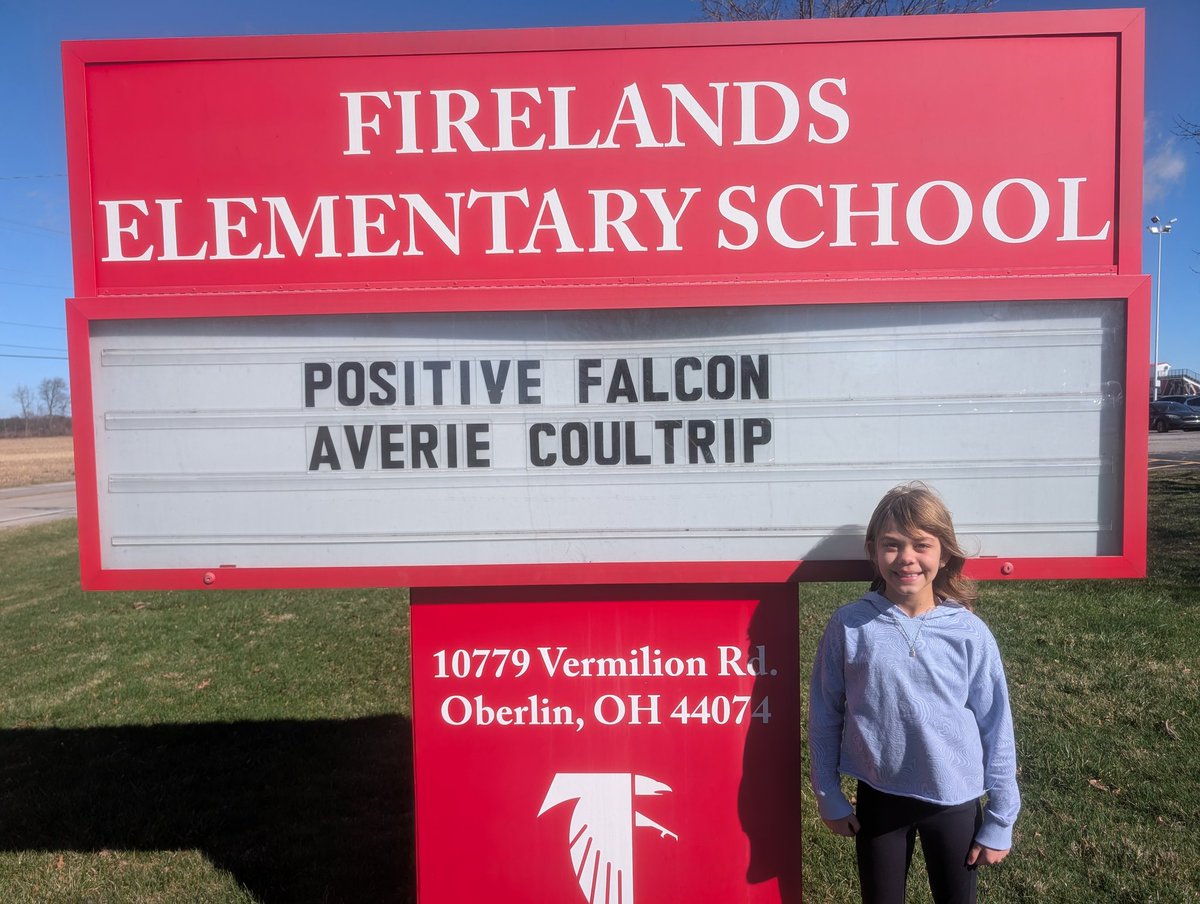 FIRELANDS
ELEMENTARY SCHOOL
POSITIVE FALCON
AVERIE COULTRIP
10779 Vermilion Rd.
Oberlin, OH 44074